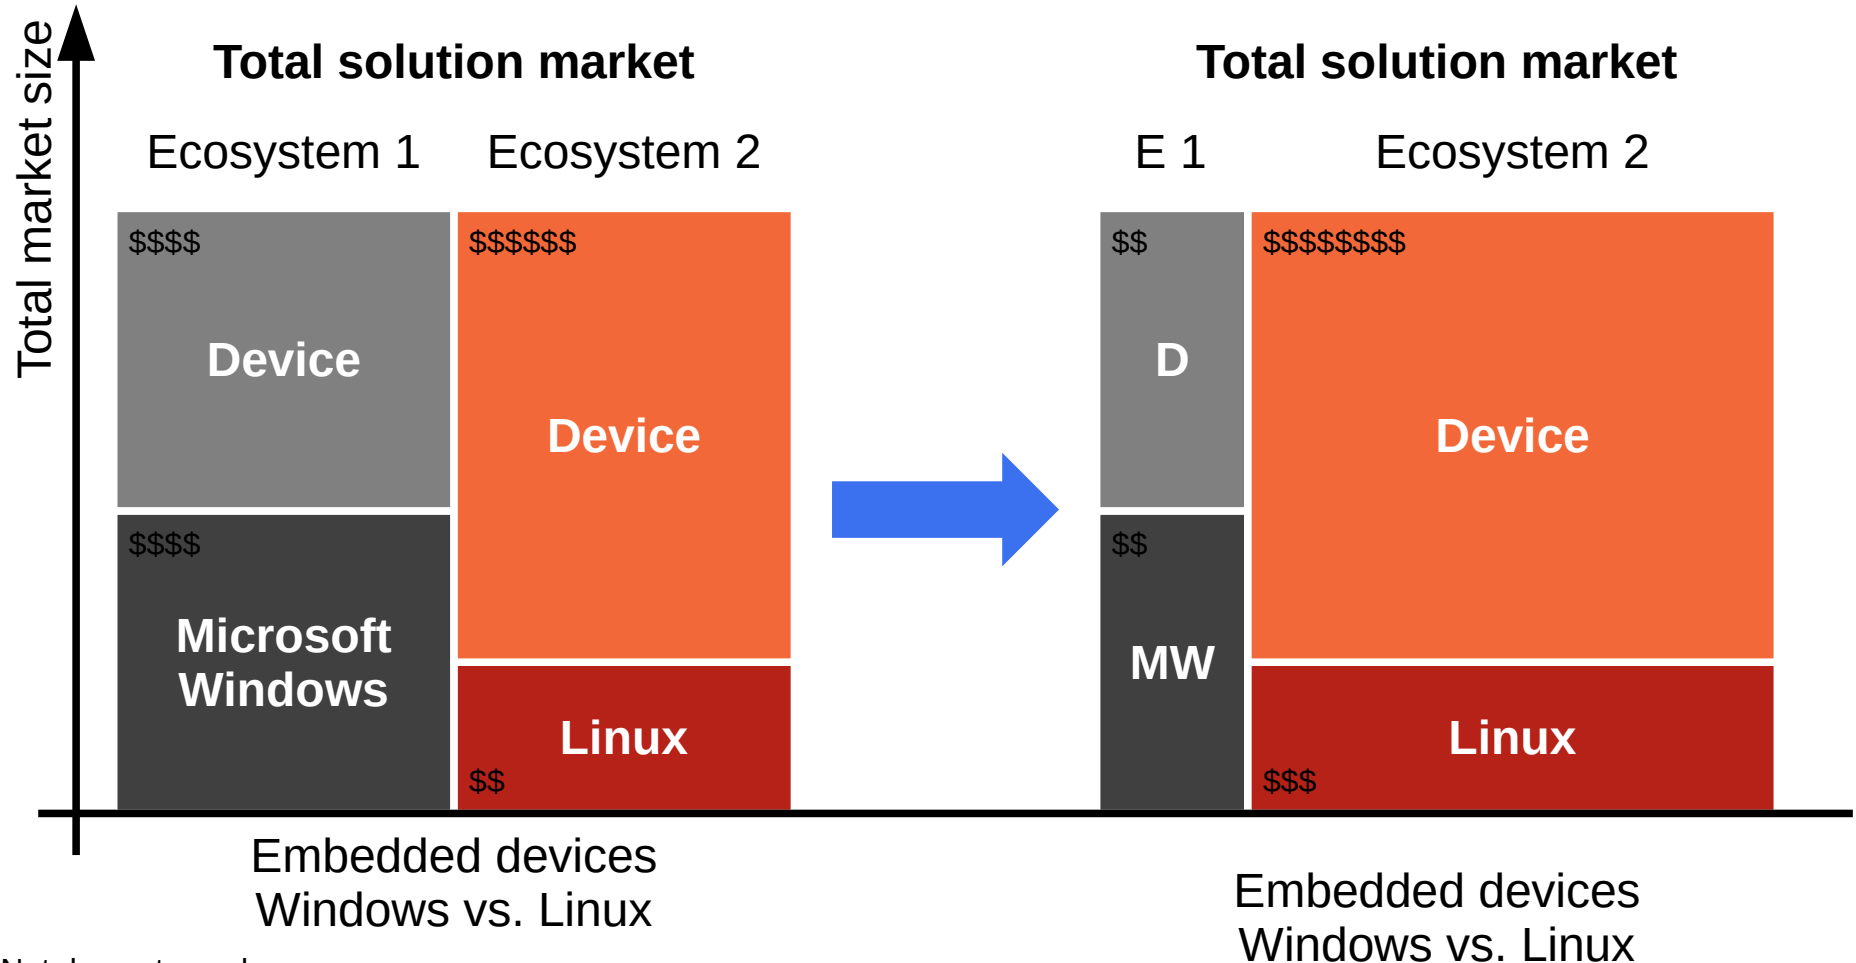 Total market size
Total solution market
Ecosystem 1
Ecosystem 2
$$$$
Device
$$$$
Microsoft
Windows
$$$$$$
Device
Linux
$$
Embedded devices
Windows vs. Linux
Total solution market
E 1
Ecosystem 2
$$
D
$$
MW
$$$$$$$$
Device
Linux
$$$
Embedded devices
Windows vs. Linux